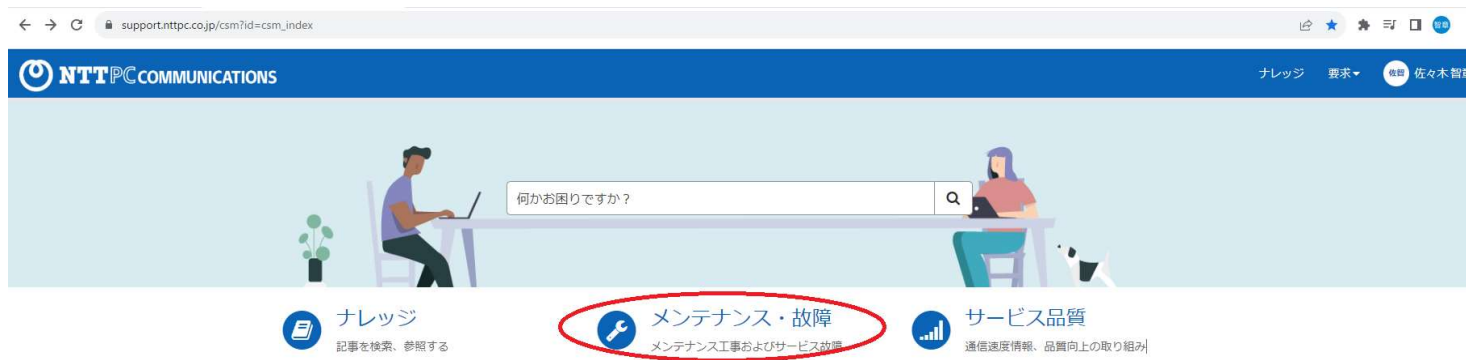 support.nttpc.co.jp/csm?id=csm_index
NTTPC COMMUNICATIONS
ナレッジ 要求 佐智 佐々木 智章
何かお困りですか？
ナレッジ
記事を検索、参照する
メンテナンス・故障
メンテナンス工事およびサービス故障
サービス品質
通信速度情報、品質向上の取り組み